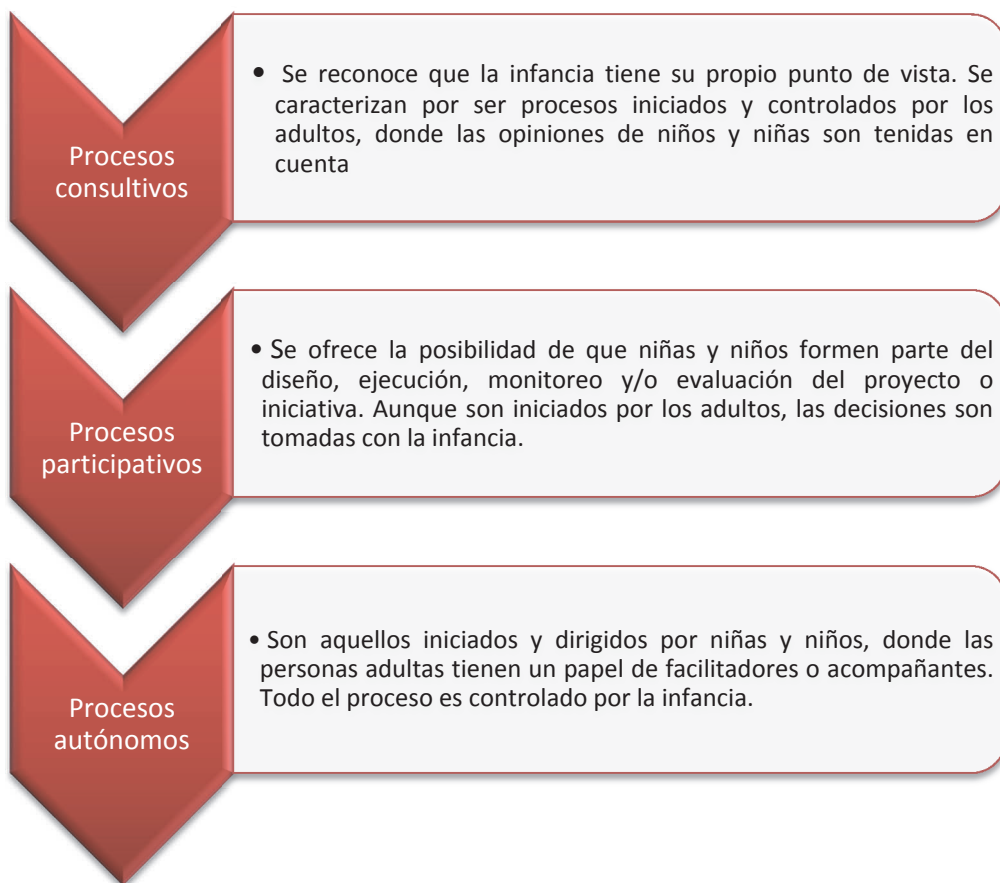 Procesos
consultivos
• Se reconoce que la infancia tiene su propio punto de vista. Se
caracterizan por ser procesos iniciados y controlados por los
adultos, donde las opiniones de niños y niñas son tenidas en
cuenta
Procesos
participativos
• Se ofrece la posibilidad de que niñas y niños formen parte del
diseño, ejecución, monitoreo y/o evaluación del proyecto o
iniciativa. Aunque son iniciados por los adultos, las decisiones son
tomadas con la infancia.
Procesos
autónomos
• Son aquellos iniciados y dirigidos por niñas y niños, donde las
personas adultas tienen un papel de facilitadores o acompañantes.
Todo el proceso es controlado por la infancia.